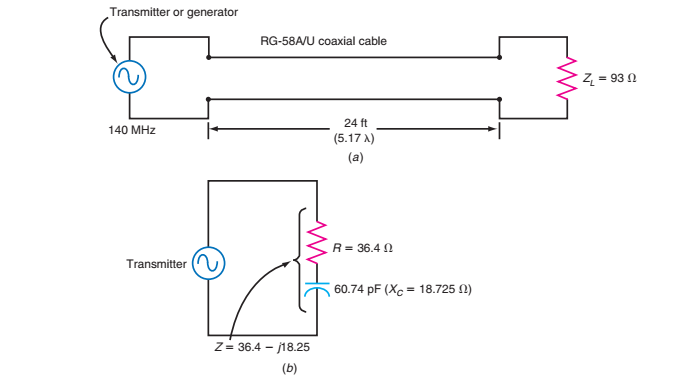 Transmitter or generator
RG-58A/U coaxial cable
Z_L = 93 Ω
140 MHz
24 ft
(5.17 λ)
(a)
Transmitter
R = 36.4 Ω
60.74 pF (X_C = 18.725 Ω)
Z = 36.4 − j18.25
(b)